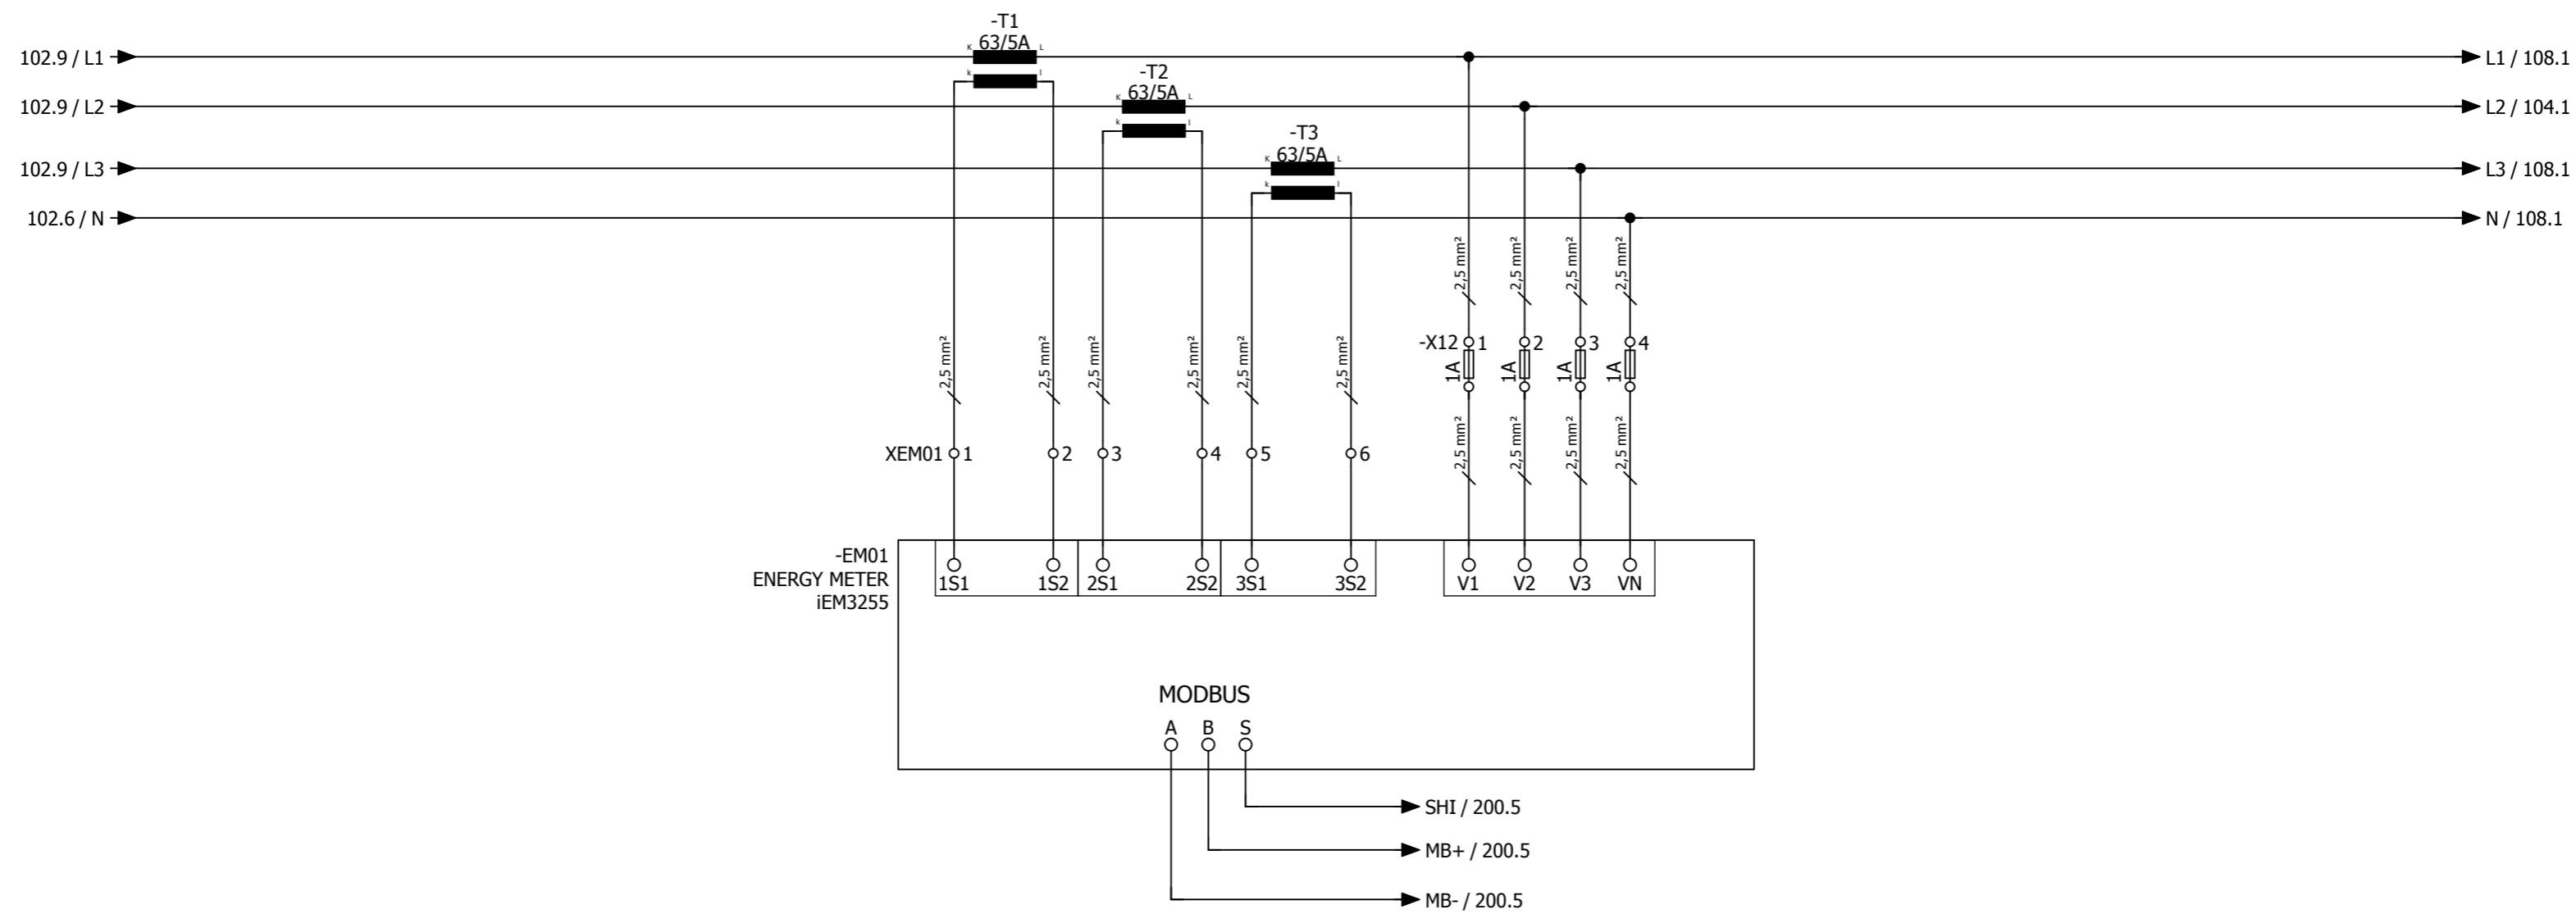 -T1
63/5A
K L
k l
102.9 / L1
L1 / 108.1
-T2
63/5A
K L
k l
102.9 / L2
L2 / 104.1
-T3
63/5A
K L
k l
102.9 / L3
L3 / 108.1
102.6 / N
N / 108.1
2,5 mm² 2,5 mm² 2,5 mm² 2,5 mm²
2,5 mm² 2,5 mm² 2,5 mm² 2,5 mm² 2,5 mm² 2,5 mm²
-X12 1 2 3 4
1A 1A 1A 1A
2,5 mm² 2,5 mm² 2,5 mm² 2,5 mm²
XEM01 1 2 3 4 5 6
-EM01
ENERGY METER
iEM3255
1S1 1S2 2S1 2S2 3S1 3S2 V1 V2 V3 VN
MODBUS
A B S
SHI / 200.5
MB+ / 200.5
MB- / 200.5